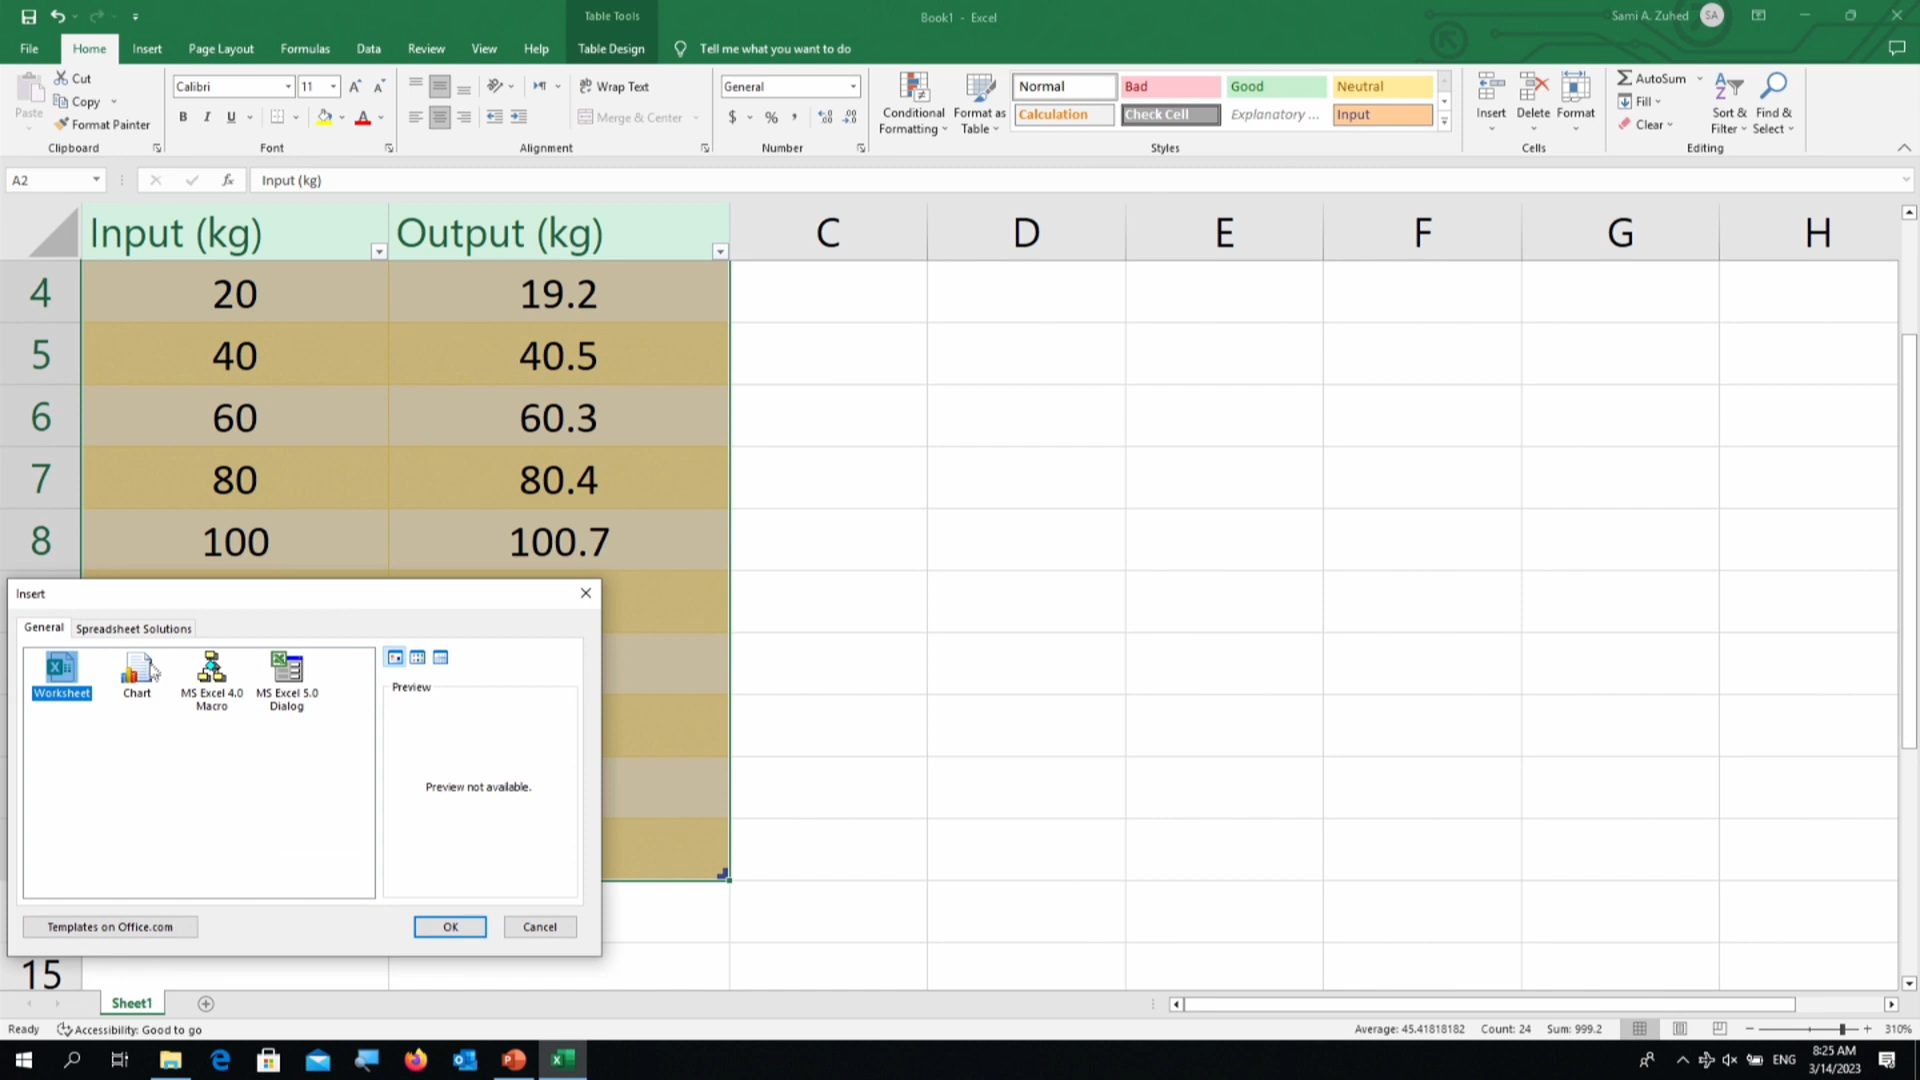 Table Tools
Book1 - Excel
Sami A. Zuhed
SA
File
Home
Insert
Page Layout
Formulas
Data
Review
View
Help
Table Design
Tell me what you want to do
Paste
Cut
Copy
Format Painter
Clipboard
Calibri
11
B I U
Font
Wrap Text
Merge & Center
Alignment
General
$ % ,
Number
Conditional
Formatting
Format as
Table
Normal
Bad
Good
Neutral
Calculation
Check Cell
Explanatory ...
Input
Styles
Insert
Delete
Format
Cells
AutoSum
Fill
Clear
Sort &
Filter
Find &
Select
Editing
A2
fx
Input (kg)
Input (kg)
Output (kg)
C
D
E
F
G
H
4
20
19.2
5
40
40.5
6
60
60.3
7
80
80.4
8
100
100.7
Insert
General
Spreadsheet Solutions
Worksheet
Chart
MS Excel 4.0
Macro
MS Excel 5.0
Dialog
Preview
Preview not available.
Templates on Office.com
OK
Cancel
15
Sheet1
Ready
Accessibility: Good to go
Average: 45.41818182
Count: 24
Sum: 999.2
310%
ENG
8:25 AM
3/14/2023